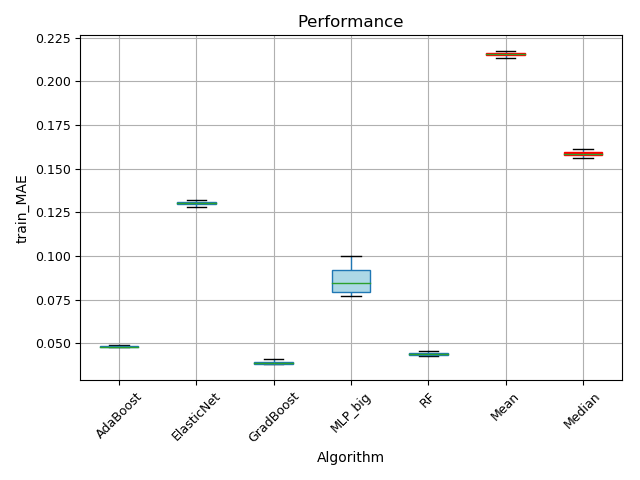 Performance
0.225
0.200
0.175
0.150
0.125
0.100
0.075
0.050
train_MAE
AdaBoost
ElasticNet
GradBoost
MLP_big
RF
Mean
Median
Algorithm